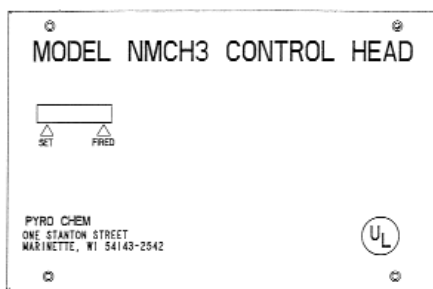 MODEL NMCH3 CONTROL HEAD
SET FIRED
PYRO CHEM
ONE STANTON STREET
MARINETTE, WI 54143-2542
UL